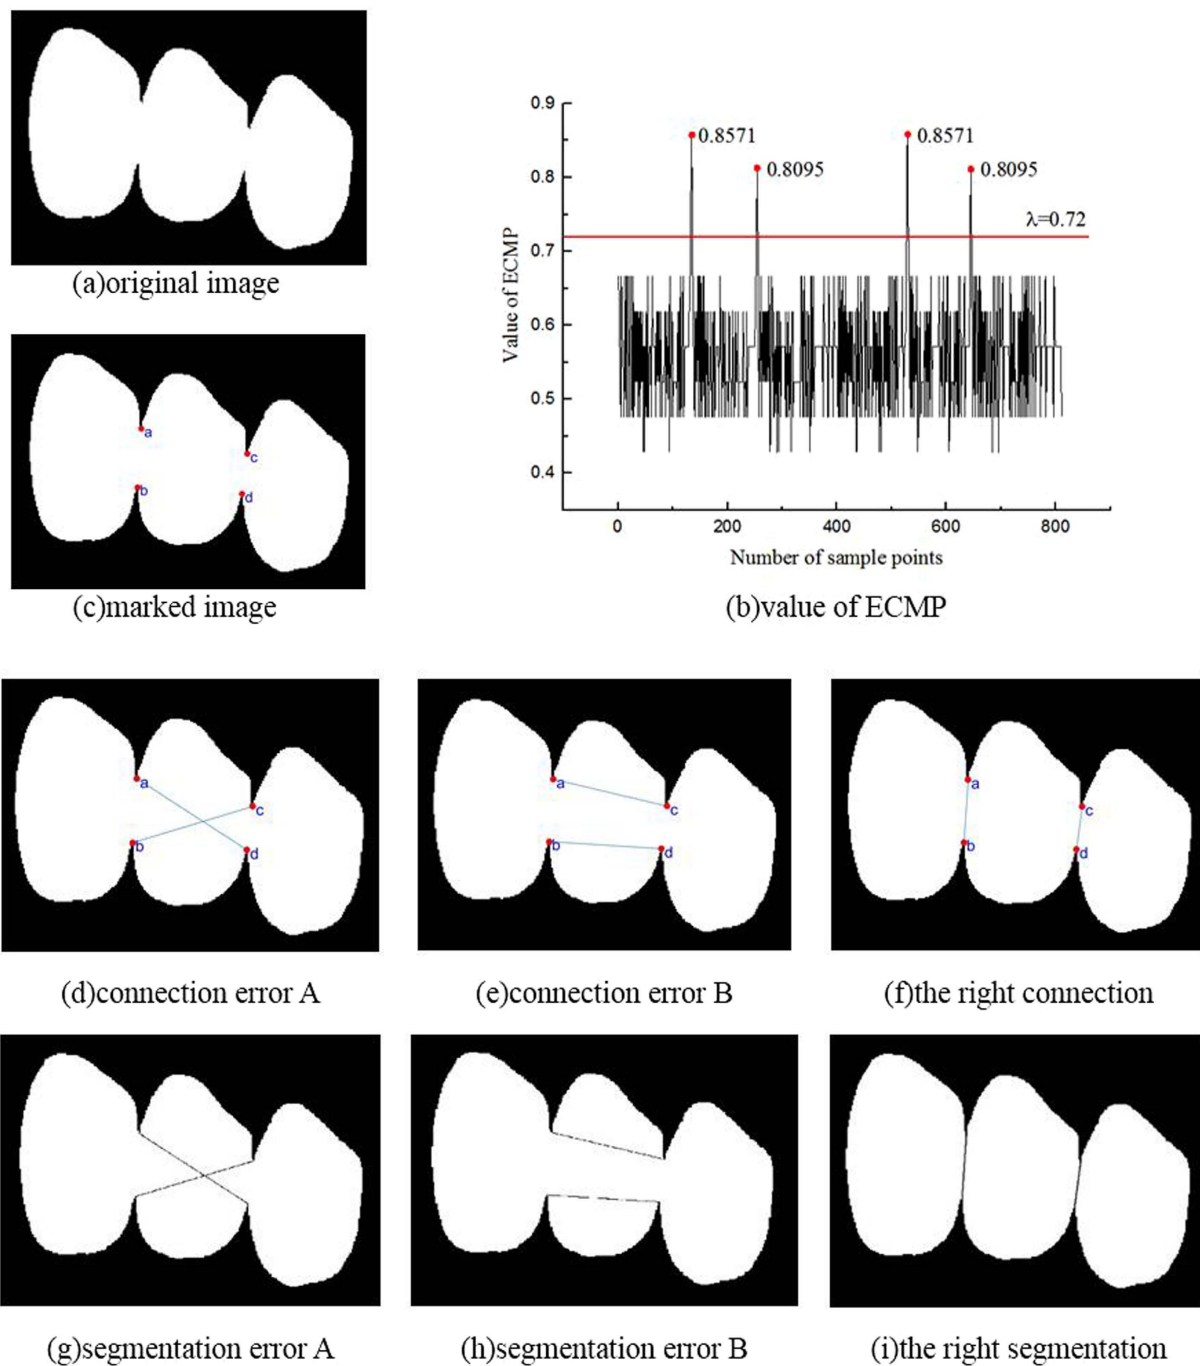 (a)original image
0.9
0.8
0.7
0.6
0.5
0.4
Value of ECMP
0.8571
0.8095
0.8571
0.8095
λ=0.72
0 200 400 600 800
Number of sample points
(b)value of ECMP
a
c
b
d
(c)marked image
a
c
b
d
(d)connection error A
a
c
b
d
(e)connection error B
a
c
b
d
(f)the right connection
(g)segmentation error A
(h)segmentation error B
(i)the right segmentation